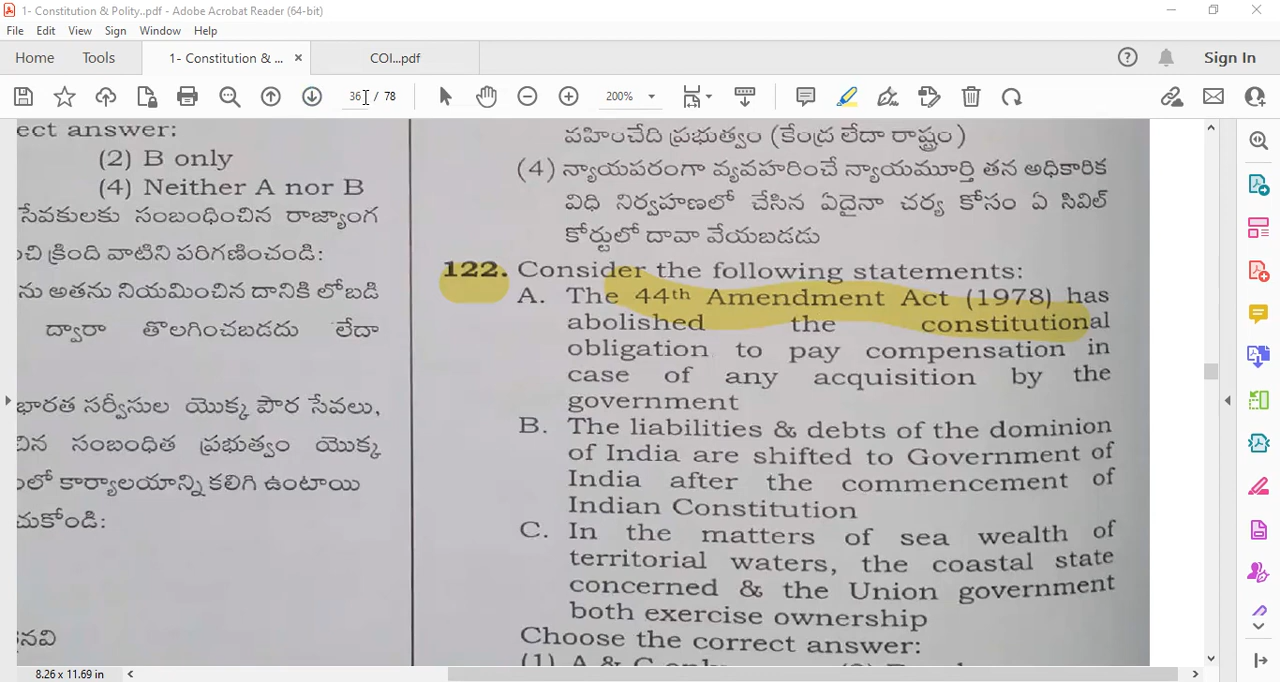 1- Constitution & Polity..pdf - Adobe Acrobat Reader (64-bit)
File Edit View Sign Window Help
Home Tools 1- Constitution & ... × COI...pdf Sign In
36 / 78 200%
ect answer:
(2) B only
(4) Neither A nor B
సేవకులకు సంబంధించిన రాజ్యాంగ
ంచి క్రింది వాటిని పరిగణించండి:
ను అతను నియమించిన దానికి లోబడి
ద్వారా తొలగించబడదు లేదా
భారత సర్వీసుల యొక్క పౌర సేవలు,
చిన సంబంధిత ప్రభుత్వం యొక్క
లో కార్యాలయాన్ని కలిగి ఉంటాయి
చుకోండి:
నవి
వహించేది ప్రభుత్వం (కేంద్ర లేదా రాష్ట్రం)
(4) న్యాయపరంగా వ్యవహరించే న్యాయమూర్తి తన అధికారిక
విధి నిర్వహణలో చేసిన ఏదైనా చర్య కోసం ఏ సివిల్
కోర్టులో దావా వేయబడడు
122. Consider the following statements:
A. The 44th Amendment Act (1978) has
abolished the constitutional
obligation to pay compensation in
case of any acquisition by the
government
B. The liabilities & debts of the dominion
of India are shifted to Government of
India after the commencement of
Indian Constitution
C. In the matters of sea wealth of
territorial waters, the coastal state
concerned & the Union government
both exercise ownership
Choose the correct answer:
(1) A & C only
8.26 x 11.69 in